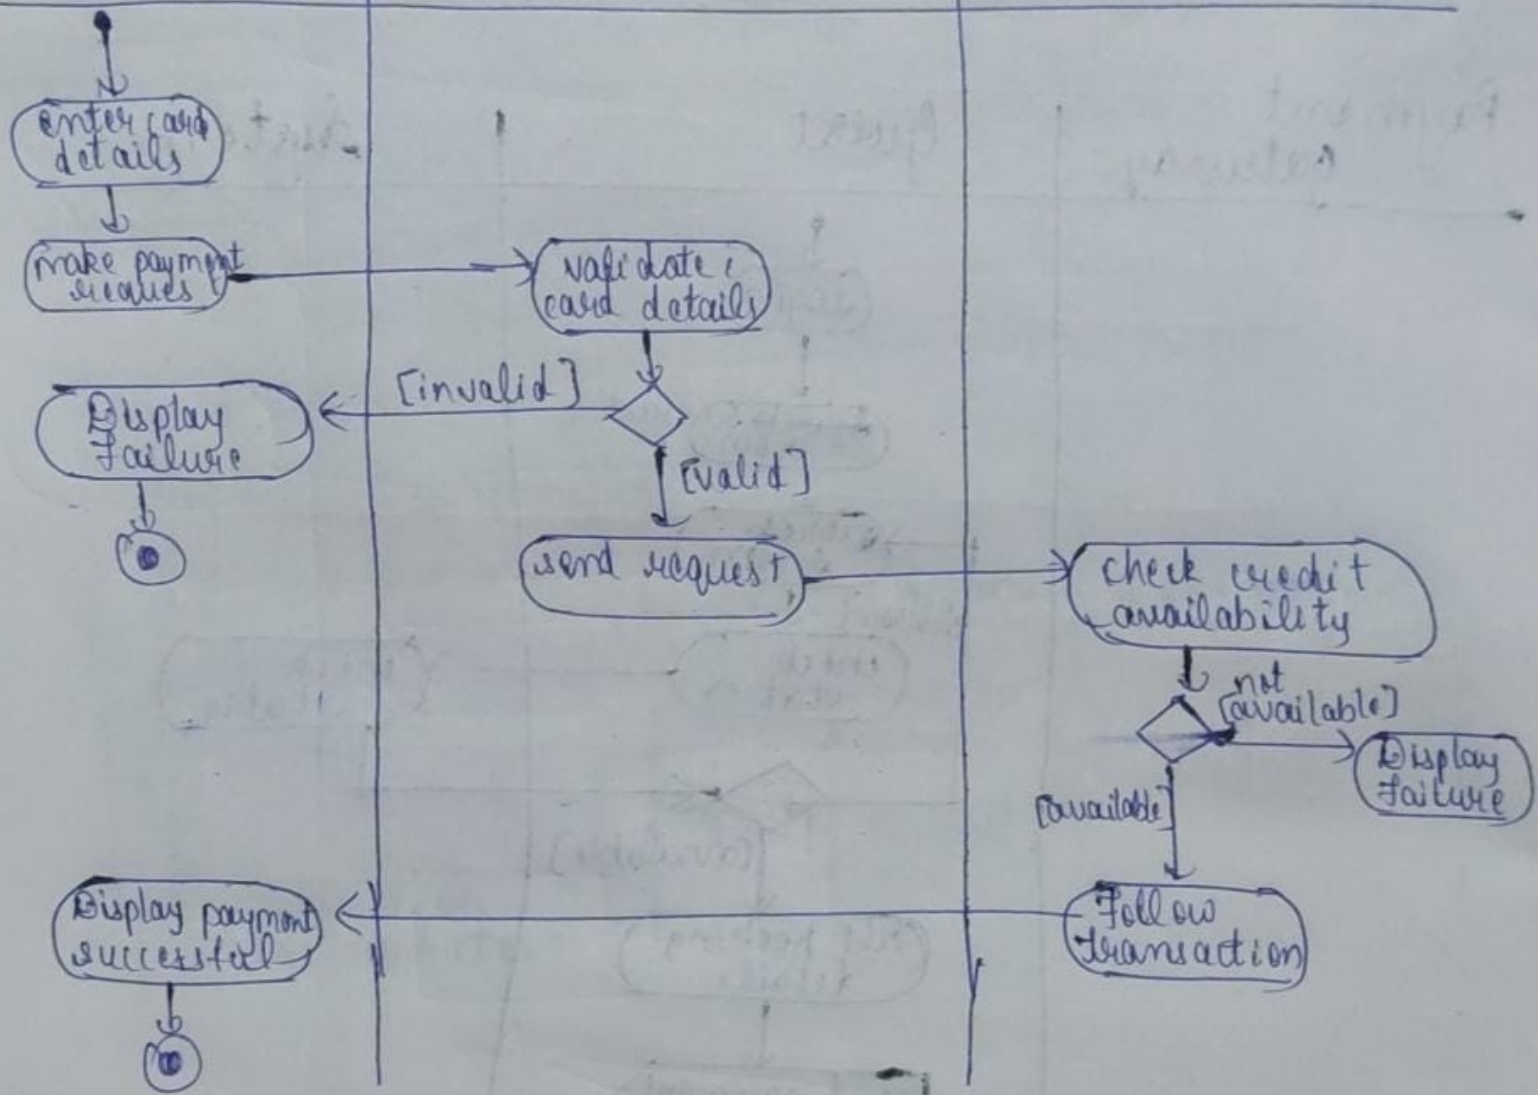 enter card
details
make payment
reques t
validate
card details
[invalid]
Display
Failure
[valid]
send request
check credit
availability
not
[available]
Display
Failure
[available]
Follow
transaction
Display payment
successful